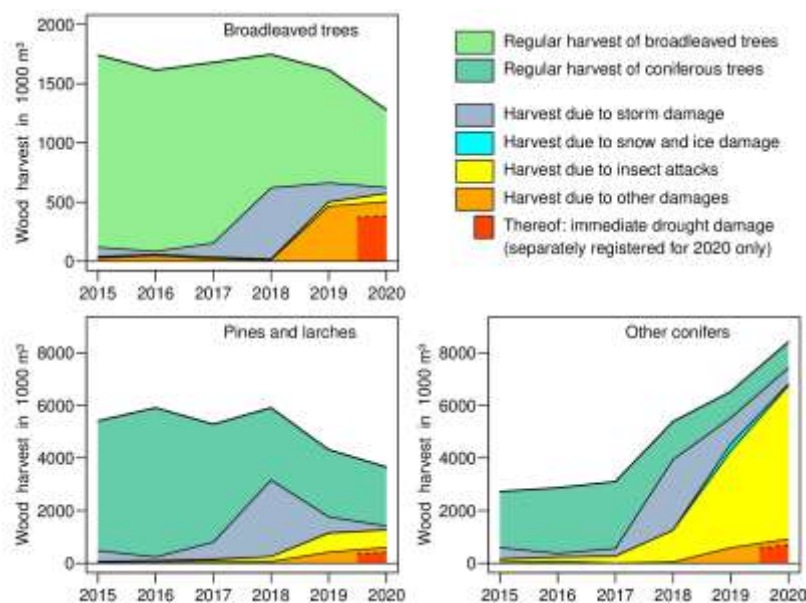 Broadleaved trees
Wood harvest in 1000 m³
2000
1500
1000
500
0
2015 2016 2017 2018 2019 2020
Regular harvest of broadleaved trees
Regular harvest of coniferous trees
Harvest due to storm damage
Harvest due to snow and ice damage
Harvest due to insect attacks
Harvest due to other damages
Thereof: immediate drought damage
(separately registered for 2020 only)
Pines and larches
Wood harvest in 1000 m³
8000
6000
4000
2000
0
2015 2016 2017 2018 2019 2020
Other conifers
Wood harvest in 1000 m³
8000
6000
4000
2000
0
2015 2016 2017 2018 2019 2020